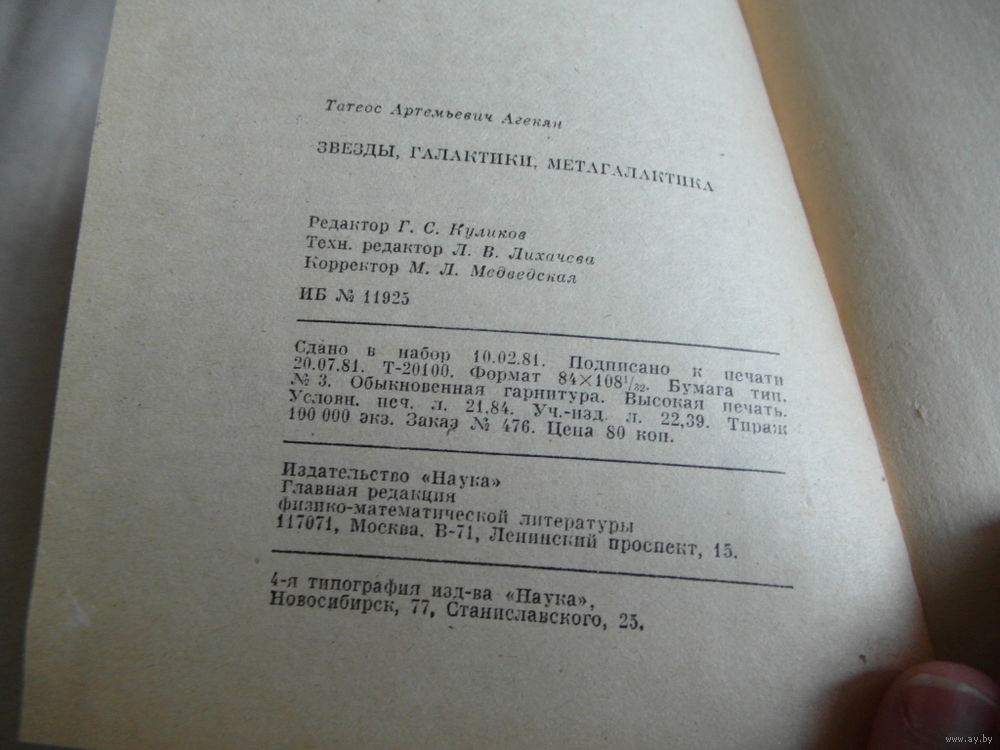 Татеос Артемьевич Агекян
ЗВЕЗДЫ, ГАЛАКТИКИ, МЕТАГАЛАКТИКА
Редактор Г. С. Куликов
Техн. редактор Л. В. Лихачева
Корректор М. Л. Медведская
ИБ № 11925
Сдано в набор 10.02.81. Подписано к печати
20.07.81. Т-20100. Формат 84×108¹/₃₂. Бумага тип.
№ 3. Обыкновенная гарнитура. Высокая печать.
Условн. печ. л. 21,84. Уч.-изд. л. 22,39. Тираж
100 000 экз. Заказ № 476. Цена 80 коп.
Издательство «Наука»
Главная редакция
физико-математической литературы
117071, Москва, В-71, Ленинский проспект, 15.
4-я типография изд-ва «Наука»,
Новосибирск, 77, Станиславского, 25.
www.ay.by